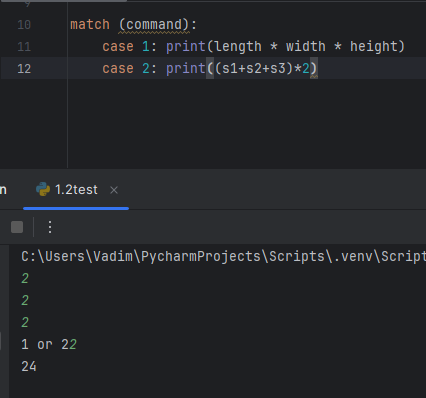 10 match (command):
11 case 1: print(length * width * height)
12 case 2: print((s1+s2+s3)*2)
1.2test ×
C:\Users\Vadim\PycharmProjects\Scripts\.venv\Script
2
2
2
1 or 22
24